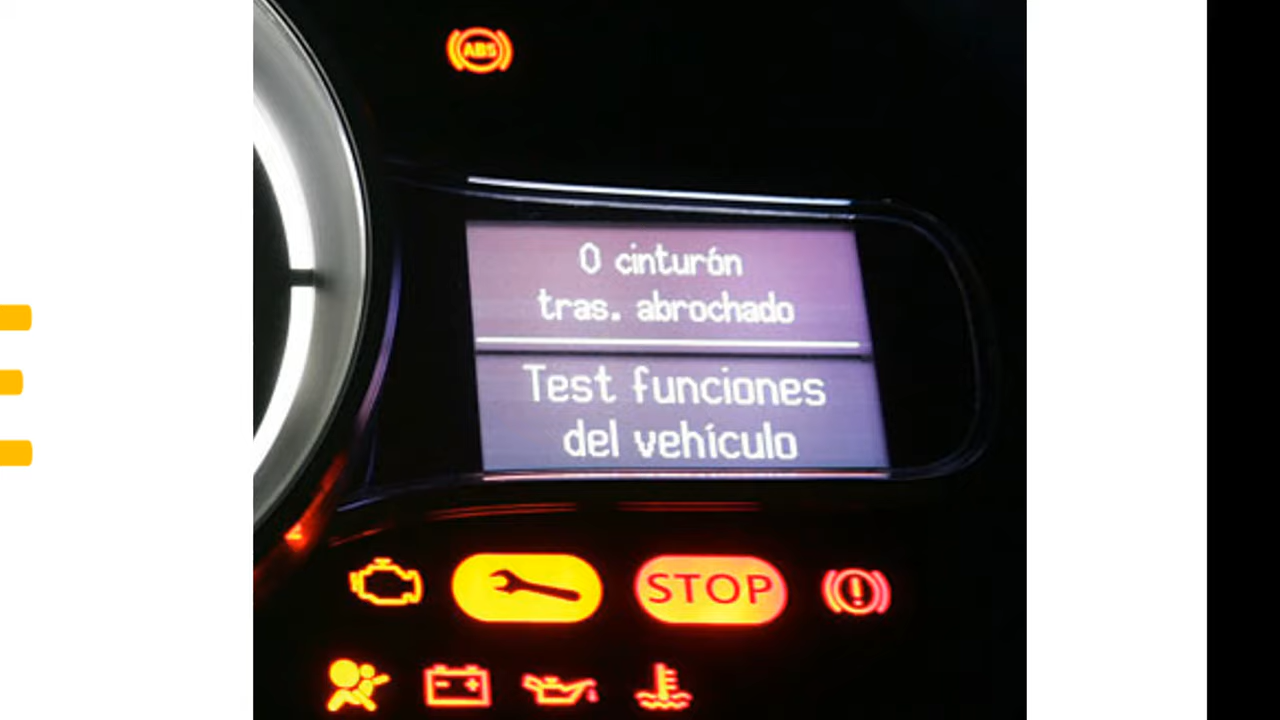 ABS
0 cinturón
tras. abrochado
Test funciones
del vehículo
STOP